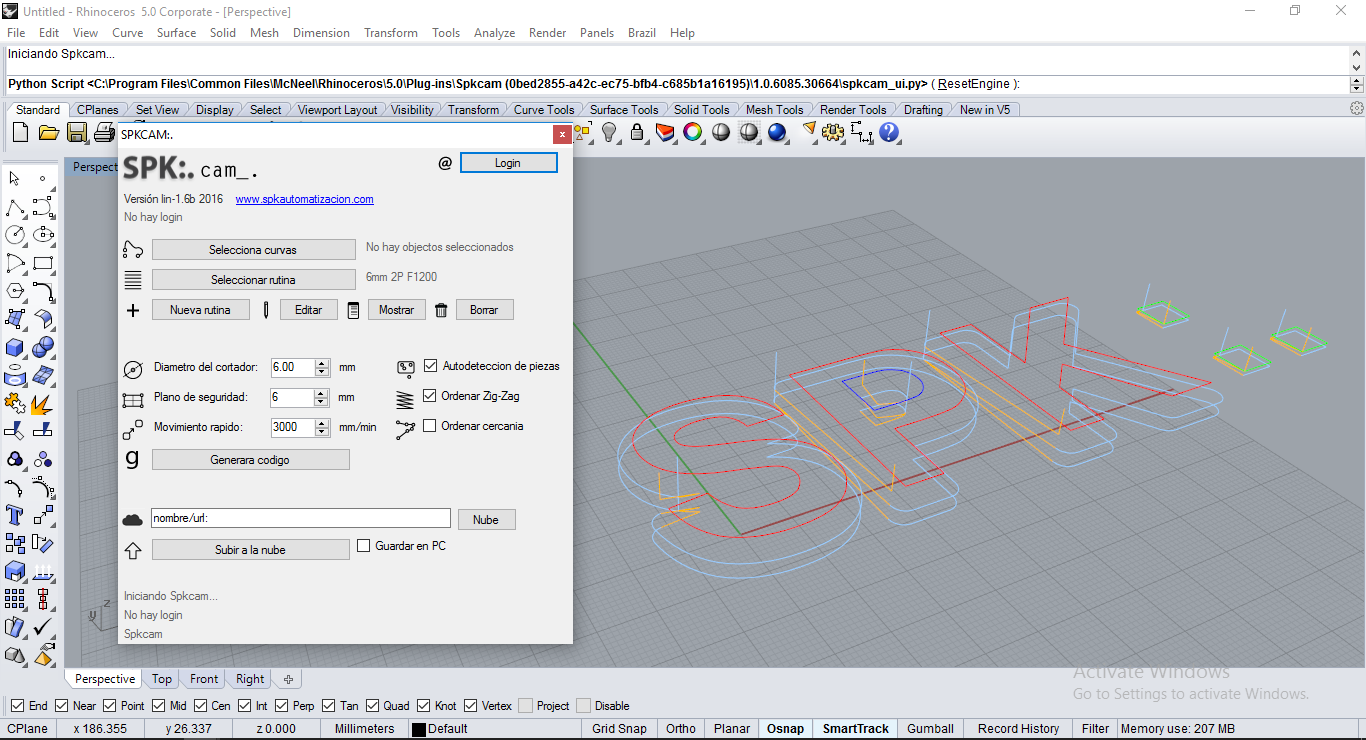 Untitled - Rhinoceros 5.0 Corporate - [Perspective]
File Edit View Curve Surface Solid Mesh Dimension Transform Tools Analyze Render Panels Brazil Help
Iniciando Spkcam...
Python Script <C:\Program Files\Common Files\McNeel\Rhinoceros\5.0\Plug-ins\Spkcam (0bed2855-a42c-ec75-bfb4-c685b1a16195)\1.0.6085.30664\spkcam_ui.py> ( ResetEngine ):
Standard CPlanes Set View Display Select Viewport Layout Visibility Transform Curve Tools Surface Tools Solid Tools Mesh Tools Render Tools Drafting New in V5
SPKCAM:. x
Perspect
SPK:. cam_. @ Login
Versión lin-1.6b 2016 www.spkautomatizacion.com
No hay login
Selecciona curvas No hay objetos seleccionados
Seleccionar rutina 6mm 2P F1200
Nueva rutina Editar Mostrar Borrar
Diametro del cortador: 6.00 mm Autodeteccion de piezas
Plano de seguridad: 6 mm Ordenar Zig-Zag
Movimiento rapido: 3000 mm/min Ordenar cercania
g Generara codigo
nombre/url: Nube
Subir a la nube Guardar en PC
Iniciando Spkcam...
No hay login
Spkcam
z
y
Activate Windows
Go to Settings to activate Windows.
Perspective Top Front Right
End Near Point Mid Cen Int Perp Tan Quad Knot Vertex Project Disable
CPlane x 186.355 y 26.337 z 0.000 Millimeters Default Grid Snap Ortho Planar Osnap SmartTrack Gumball Record History Filter Memory use: 207 MB